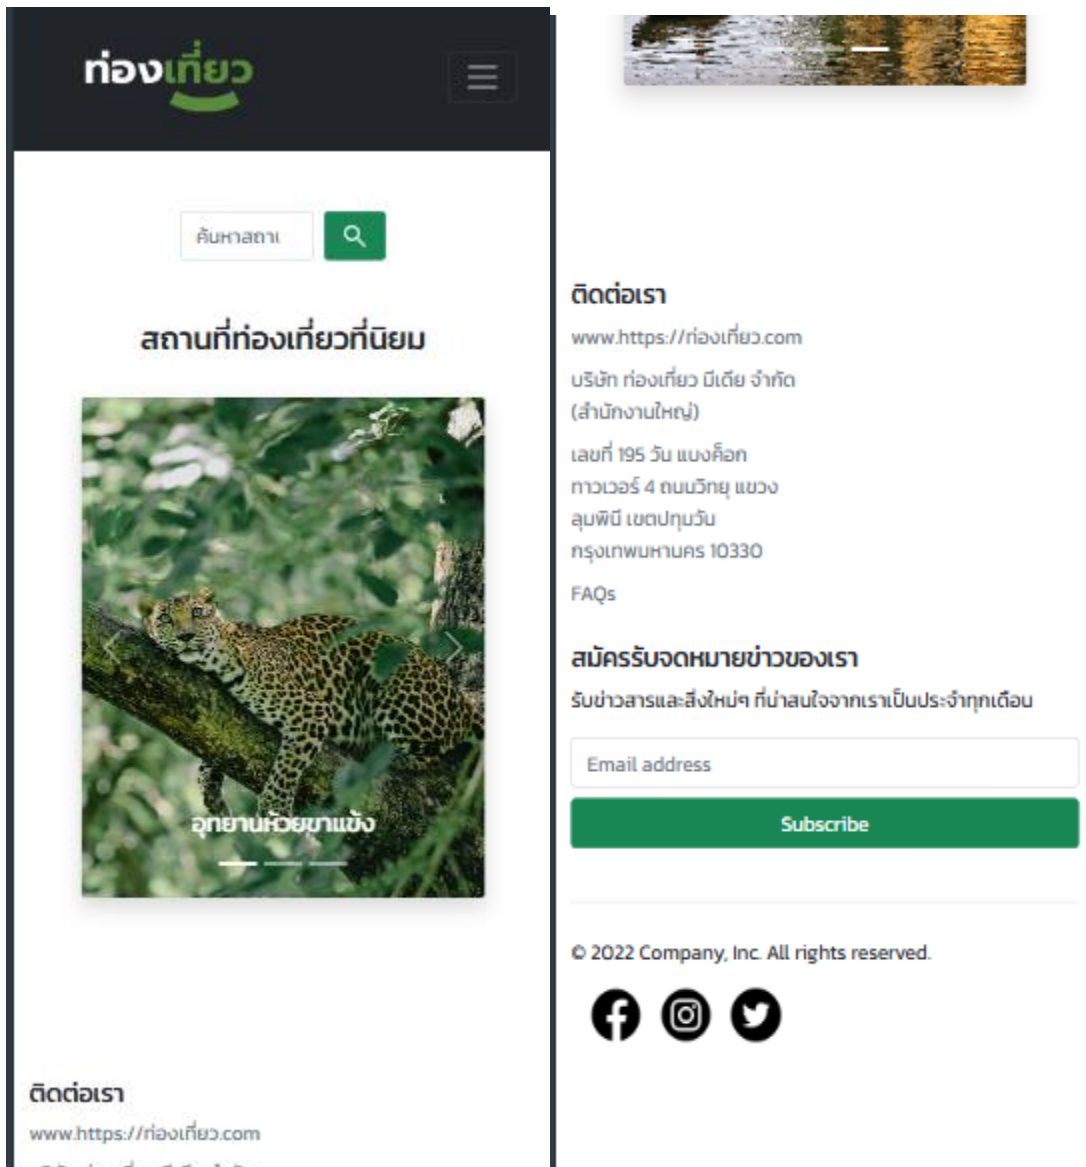 ท่องเที่ยว
ค้นหาสถาเ
สถานที่ท่องเที่ยวที่นิยม
อุทยานห้วยขาแข้ง
ติดต่อเรา
www.https://ท่องเที่ยว.com
ติดต่อเรา
www.https://ท่องเที่ยว.com
บริษัท ท่องเที่ยว มีเดีย จำกัด
(สำนักงานใหญ่)
เลขที่ 195 วัน แบงค็อก
ทาวเวอร์ 4 ถนนวิทยุ แขวง
ลุมพินี เขตปทุมวัน
กรุงเทพมหานคร 10330
FAQs
สมัครรับจดหมายข่าวของเรา
รับข่าวสารและสิ่งใหม่ๆ ที่น่าสนใจจากเราเป็นประจำทุกเดือน
Email address
Subscribe
© 2022 Company, Inc. All rights reserved.